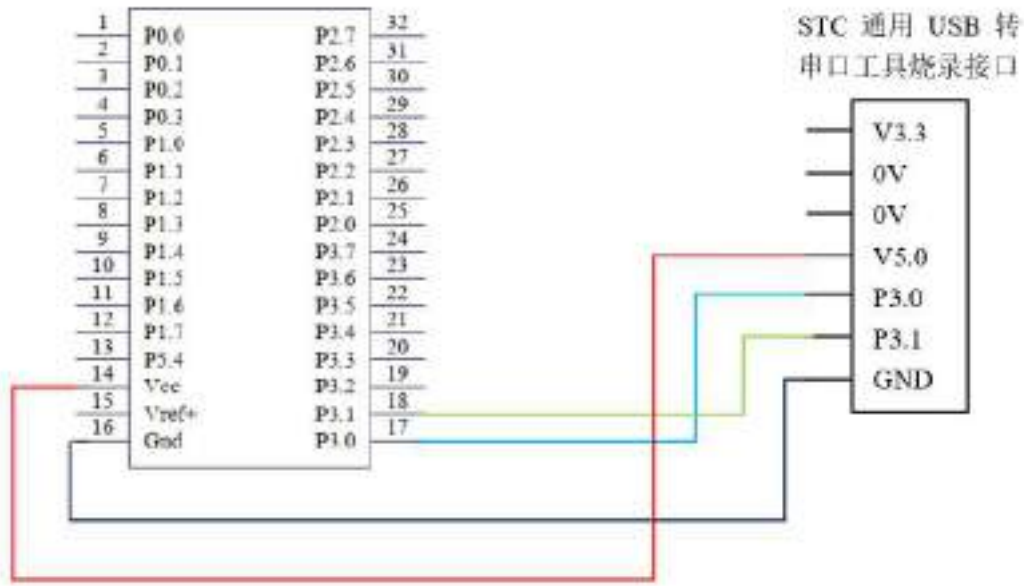 1 P0.0 P2.7 32
2 P0.1 P2.6 31
3 P0.2 P2.5 30
4 P0.3 P2.4 29
5 P1.0 P2.3 28
6 P1.1 P2.2 27
7 P1.2 P2.1 26
8 P1.3 P2.0 25
9 P1.4 P3.7 24
10 P1.5 P3.6 23
11 P1.6 P3.5 22
12 P1.7 P3.4 21
13 P5.4 P3.3 20
14 Vcc P3.2 19
15 Vref+ P3.1 18
16 Gnd P3.0 17
STC 通用 USB 转
串口工具烧录接口
V3.3
0V
0V
V5.0
P3.0
P3.1
GND